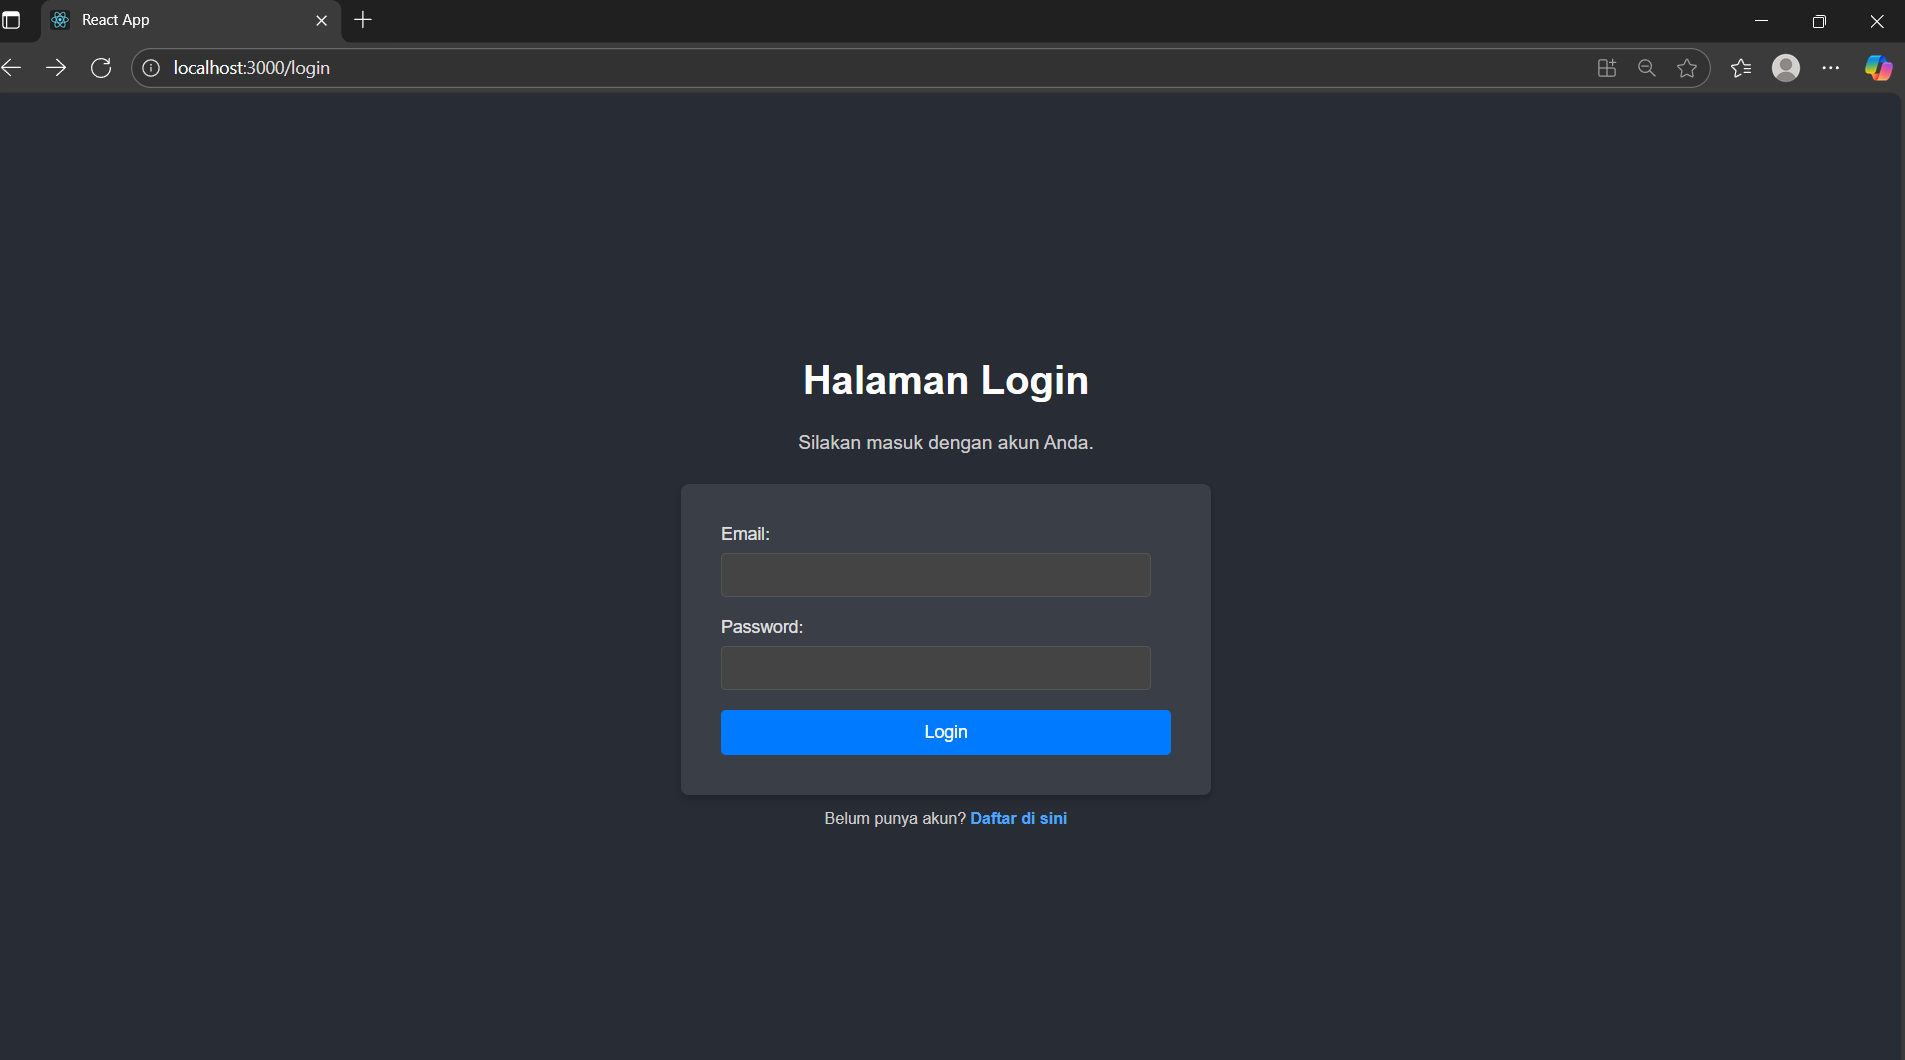 React App
localhost:3000/login
Halaman Login
Silakan masuk dengan akun Anda.
Email:
Password:
Login
Belum punya akun? Daftar di sini